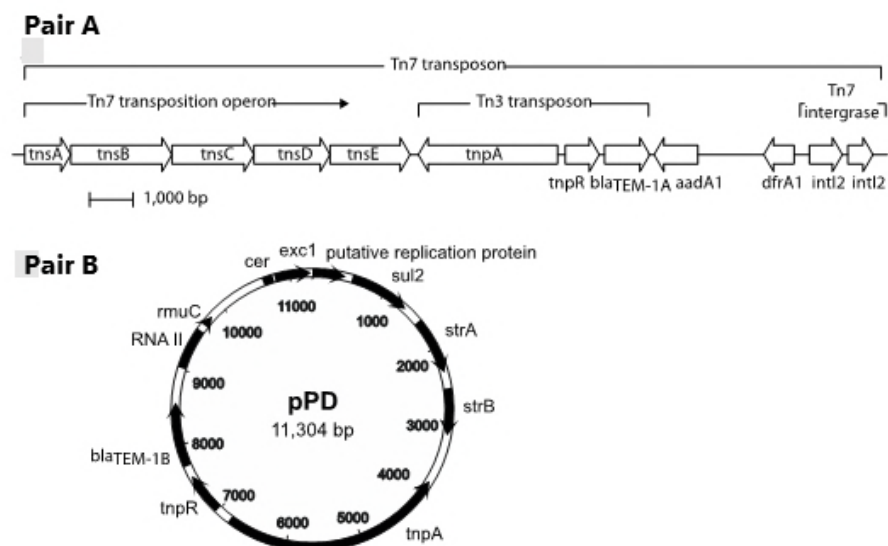 Pair A
Tn7 transposon
Tn7 transposition operon
Tn3 transposon
Tn7
intergrase
tnsA tnsB tnsC tnsD tnsE tnpA
tnpR blaTEM-1A aadA1 dfrA1 intI2 intI2
1,000 bp
Pair B
cer exc1 putative replication protein
sul2
rmuC
11000
10000 1000
RNA II strA
2000
9000
pPD
strB
11,304 bp
3000
blaTEM-1B
8000
4000
tnpR
7000
6000 5000
tnpA